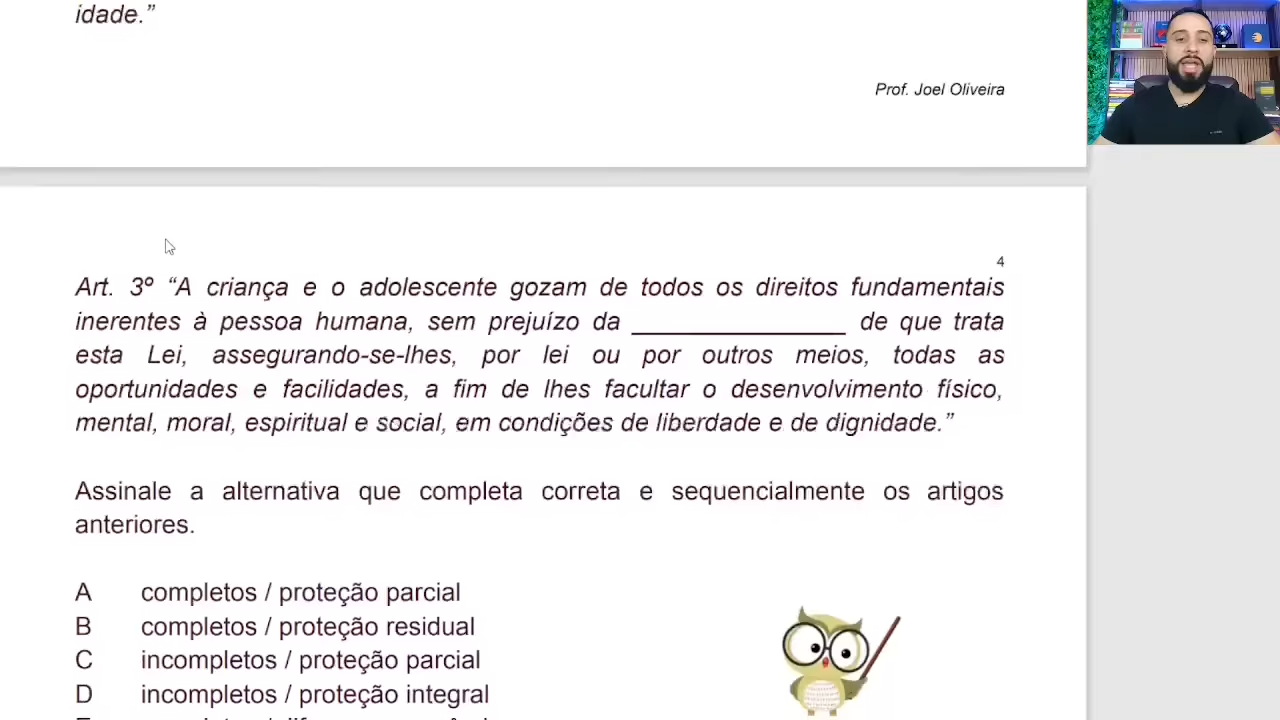 idade.”
Prof. Joel Oliveira
4
Art. 3º “A criança e o adolescente gozam de todos os direitos fundamentais
inerentes à pessoa humana, sem prejuízo da _______________ de que trata
esta Lei, assegurando-se-lhes, por lei ou por outros meios, todas as
oportunidades e facilidades, a fim de lhes facultar o desenvolvimento físico,
mental, moral, espiritual e social, em condições de liberdade e de dignidade.”
Assinale a alternativa que completa correta e sequencialmente os artigos
anteriores.
A completos / proteção parcial
B completos / proteção residual
C incompletos / proteção parcial
D incompletos / proteção integral